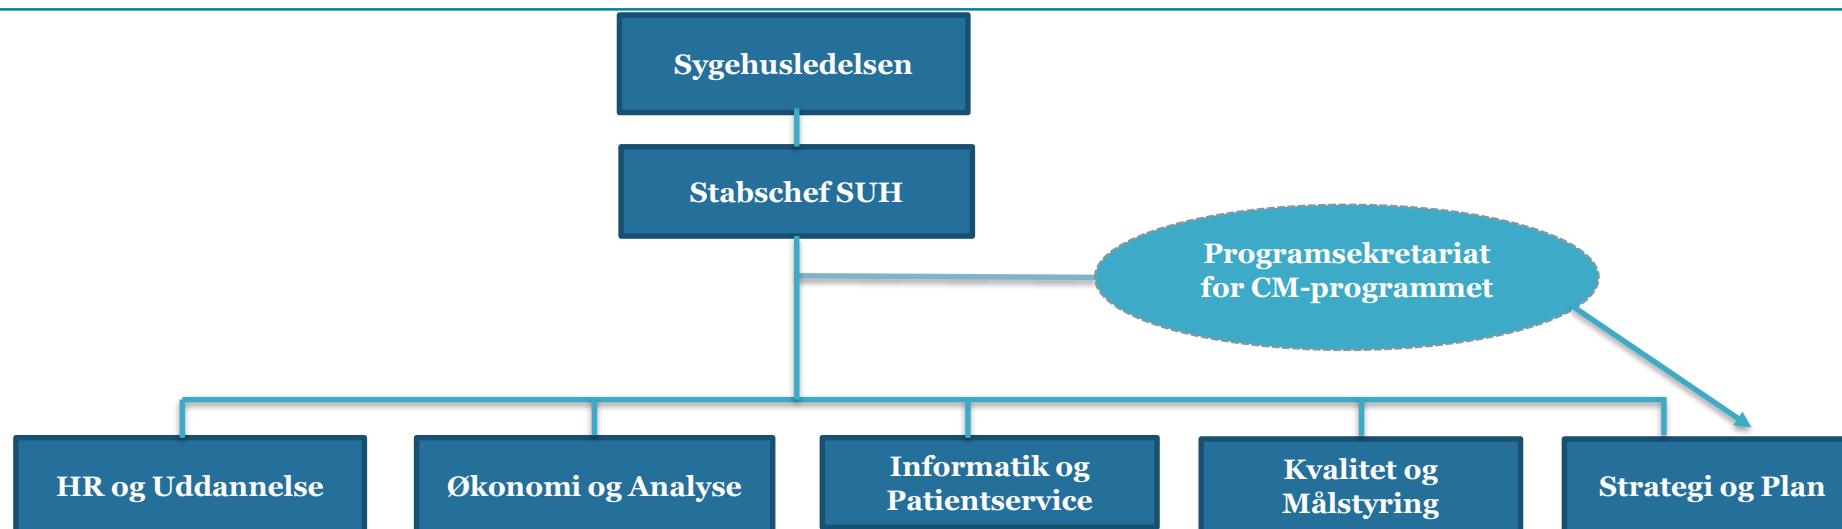 Sygehusledelsen
Stabschef SUH
Programsekretariat
for CM-programmet
HR og Uddannelse
Økonomi og Analyse
Informatik og
Patientservice
Kvalitet og
Målstyring
Strategi og Plan